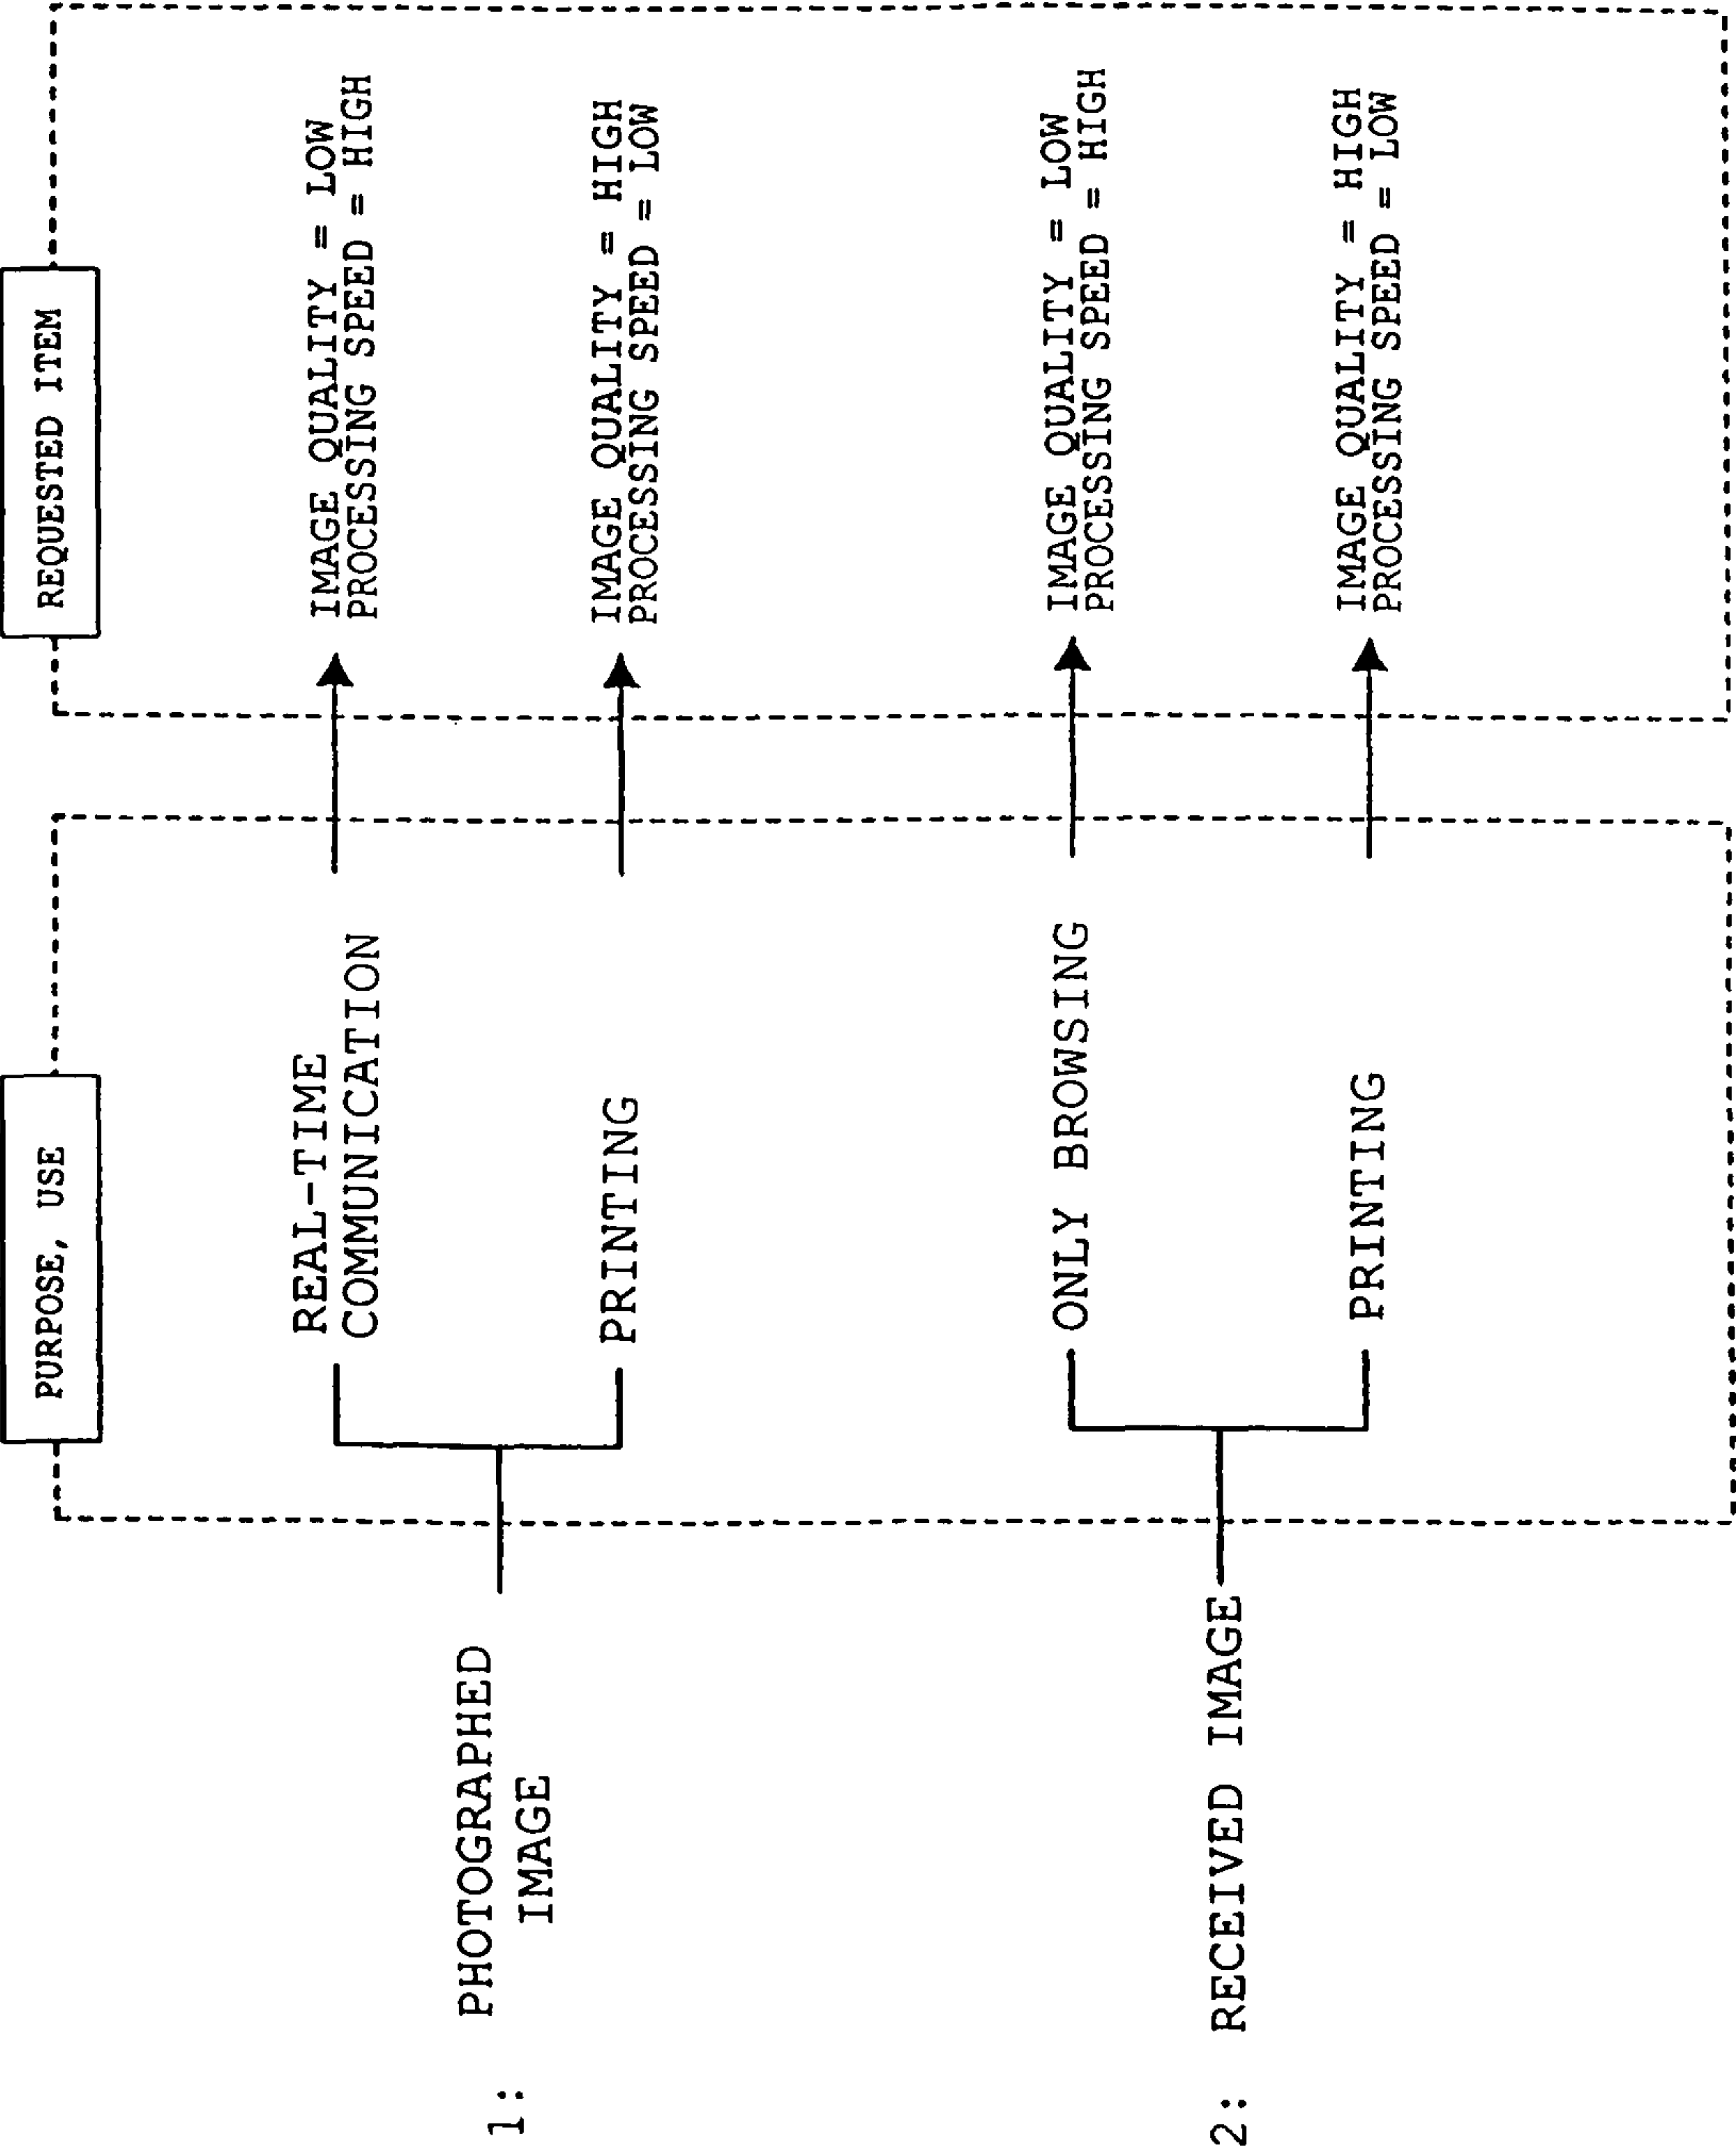 PURPOSE, USE
REQUESTED ITEM
1: PHOTOGRAPHED
IMAGE
REAL-TIME
COMMUNICATION
IMAGE QUALITY = LOW
PROCESSING SPEED = HIGH
PRINTING
IMAGE QUALITY = HIGH
PROCESSING SPEED = LOW
2: RECEIVED IMAGE
ONLY BROWSING
IMAGE QUALITY = LOW
PROCESSING SPEED = HIGH
PRINTING
IMAGE QUALITY = HIGH
PROCESSING SPEED = LOW